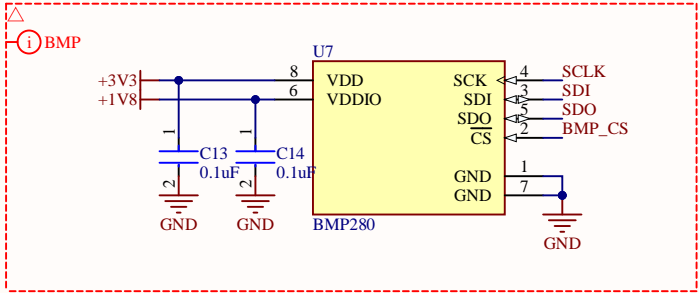 i BMP
U7
+3V3 8 VDD SCK 4 SCLK
+1V8 6 VDDIO SDI 3 SDI
SDO 5 SDO
CS 2 BMP_CS
1 C13 0.1uF 2 GND
1 C14 0.1uF 2 GND
GND 1
GND 7
BMP280
GND